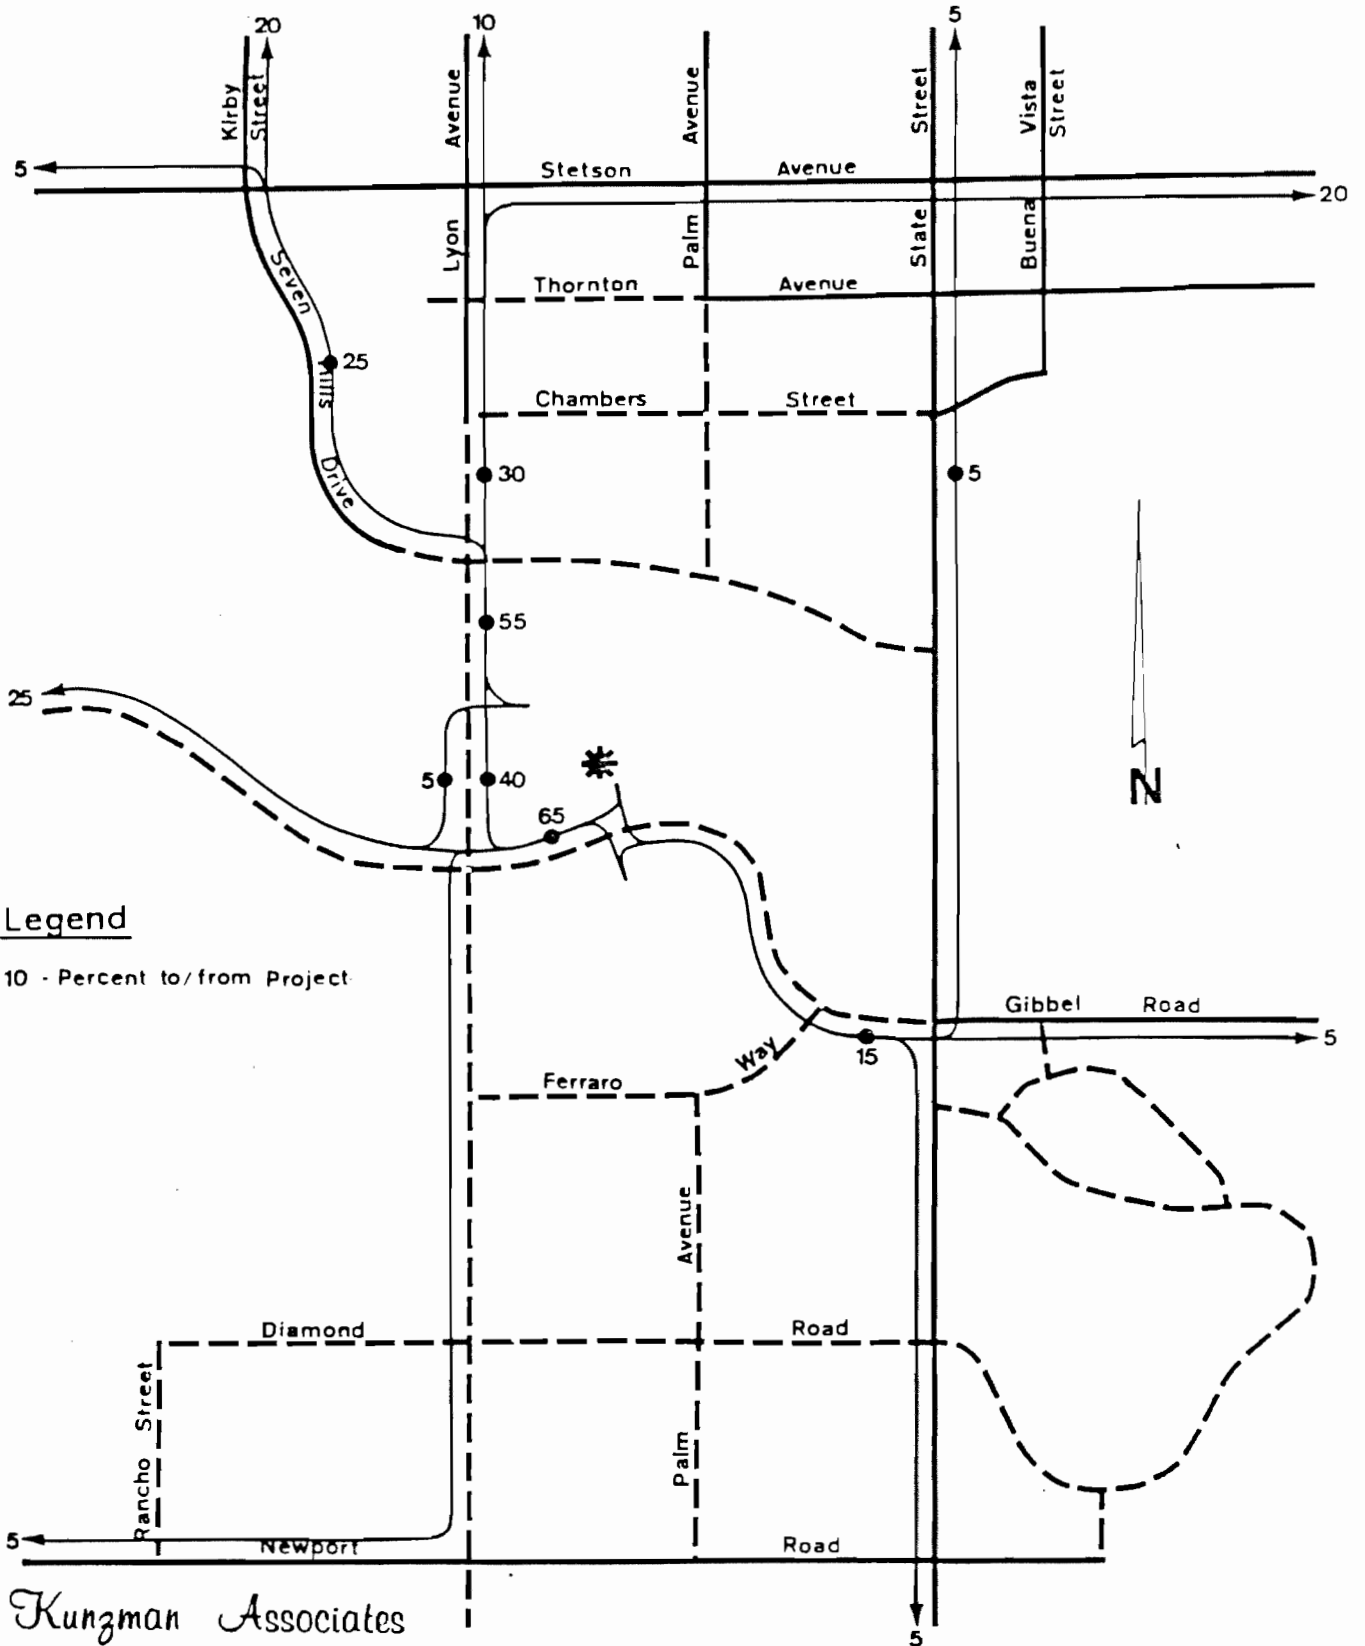 20
10
5
Kirby
Street
Avenue
Lyon
Avenue
Palm
Street
State
Vista
Street
Buena
5
Stetson Avenue
20
Thornton Avenue
Seven
Hills
Drive
25
Chambers Street
30
5
55
25
5
40
65
N
Legend
10 - Percent to/from Project
Gibbel Road
5
15
Ferraro Way
Avenue
Palm
Diamond Road
Rancho Street
5
Newport Road
Kunzman Associates
5